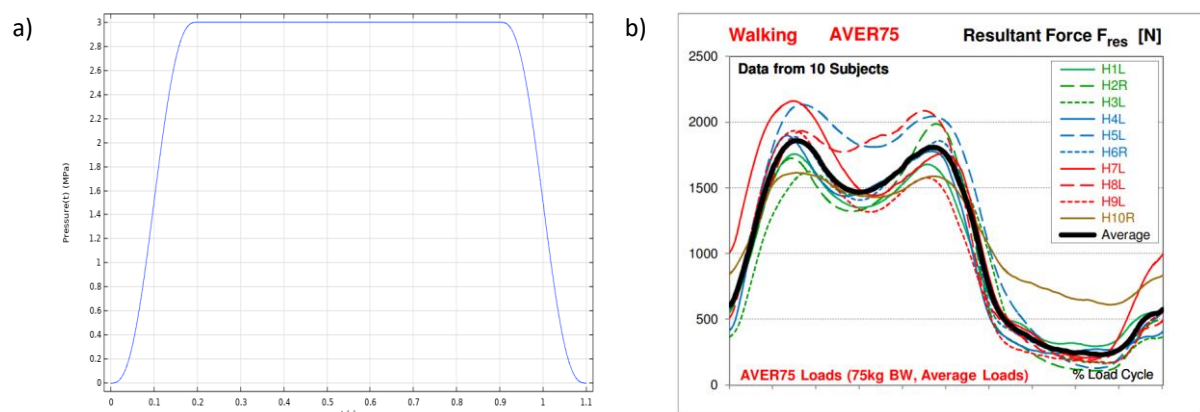 a)
Pressure(t) (MPa)
3
2.8
2.6
2.4
2.2
2
1.8
1.6
1.4
1.2
1
0.8
0.6
0.4
0.2
0
0 0.1 0.2 0.3 0.4 0.5 0.6 0.7 0.8 0.9 1 1.1
b)
Walking AVER75 Resultant Force Fres [N]
Data from 10 Subjects
2500
2000
1500
1000
500
0
H1L
H2R
H3L
H4L
H5L
H6R
H7L
H8L
H9L
H10R
Average
AVER75 Loads (75kg BW, Average Loads) % Load Cycle